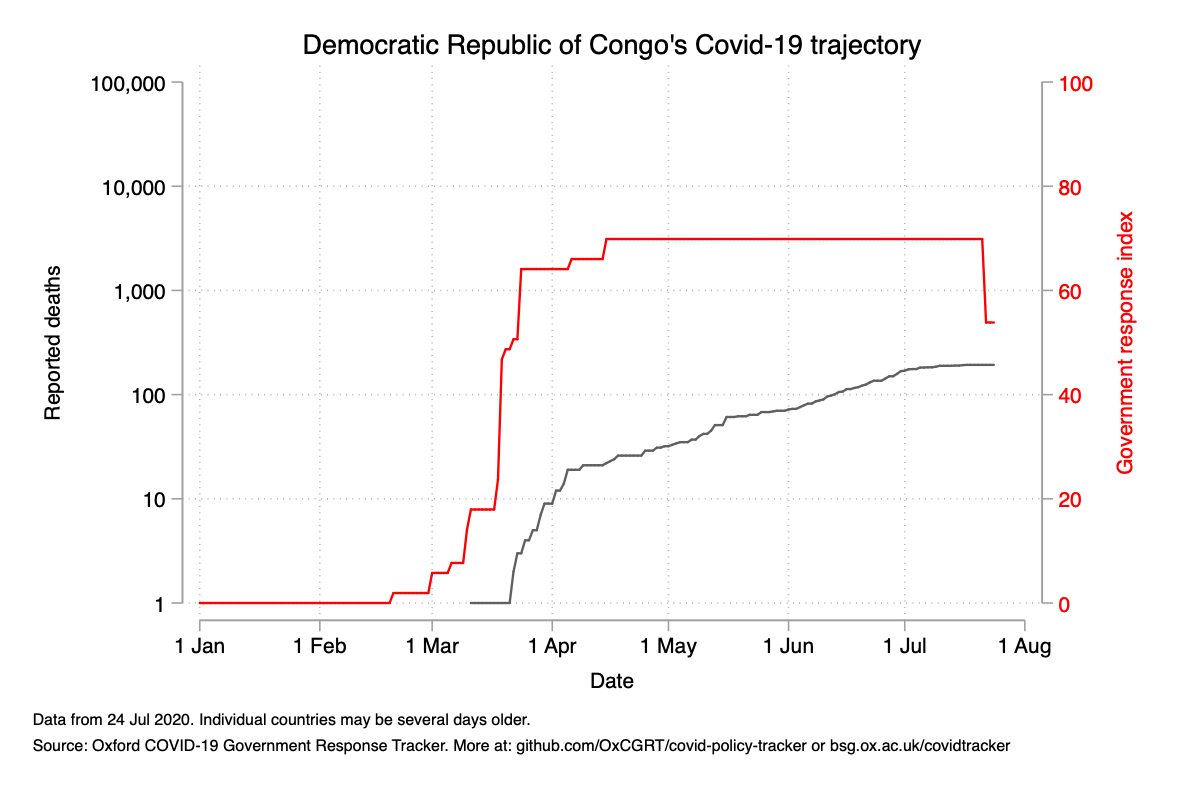 Democratic Republic of Congo's Covid-19 trajectory
100,000
10,000
1,000
100
10
1
Reported deaths
100
80
60
40
20
0
Government response index
1 Jan
1 Feb
1 Mar
1 Apr
1 May
1 Jun
1 Jul
1 Aug
Date
Data from 24 Jul 2020. Individual countries may be several days older.
Source: Oxford COVID-19 Government Response Tracker. More at: github.com/OxCGRT/covid-policy-tracker or bsg.ox.ac.uk/covidtracker